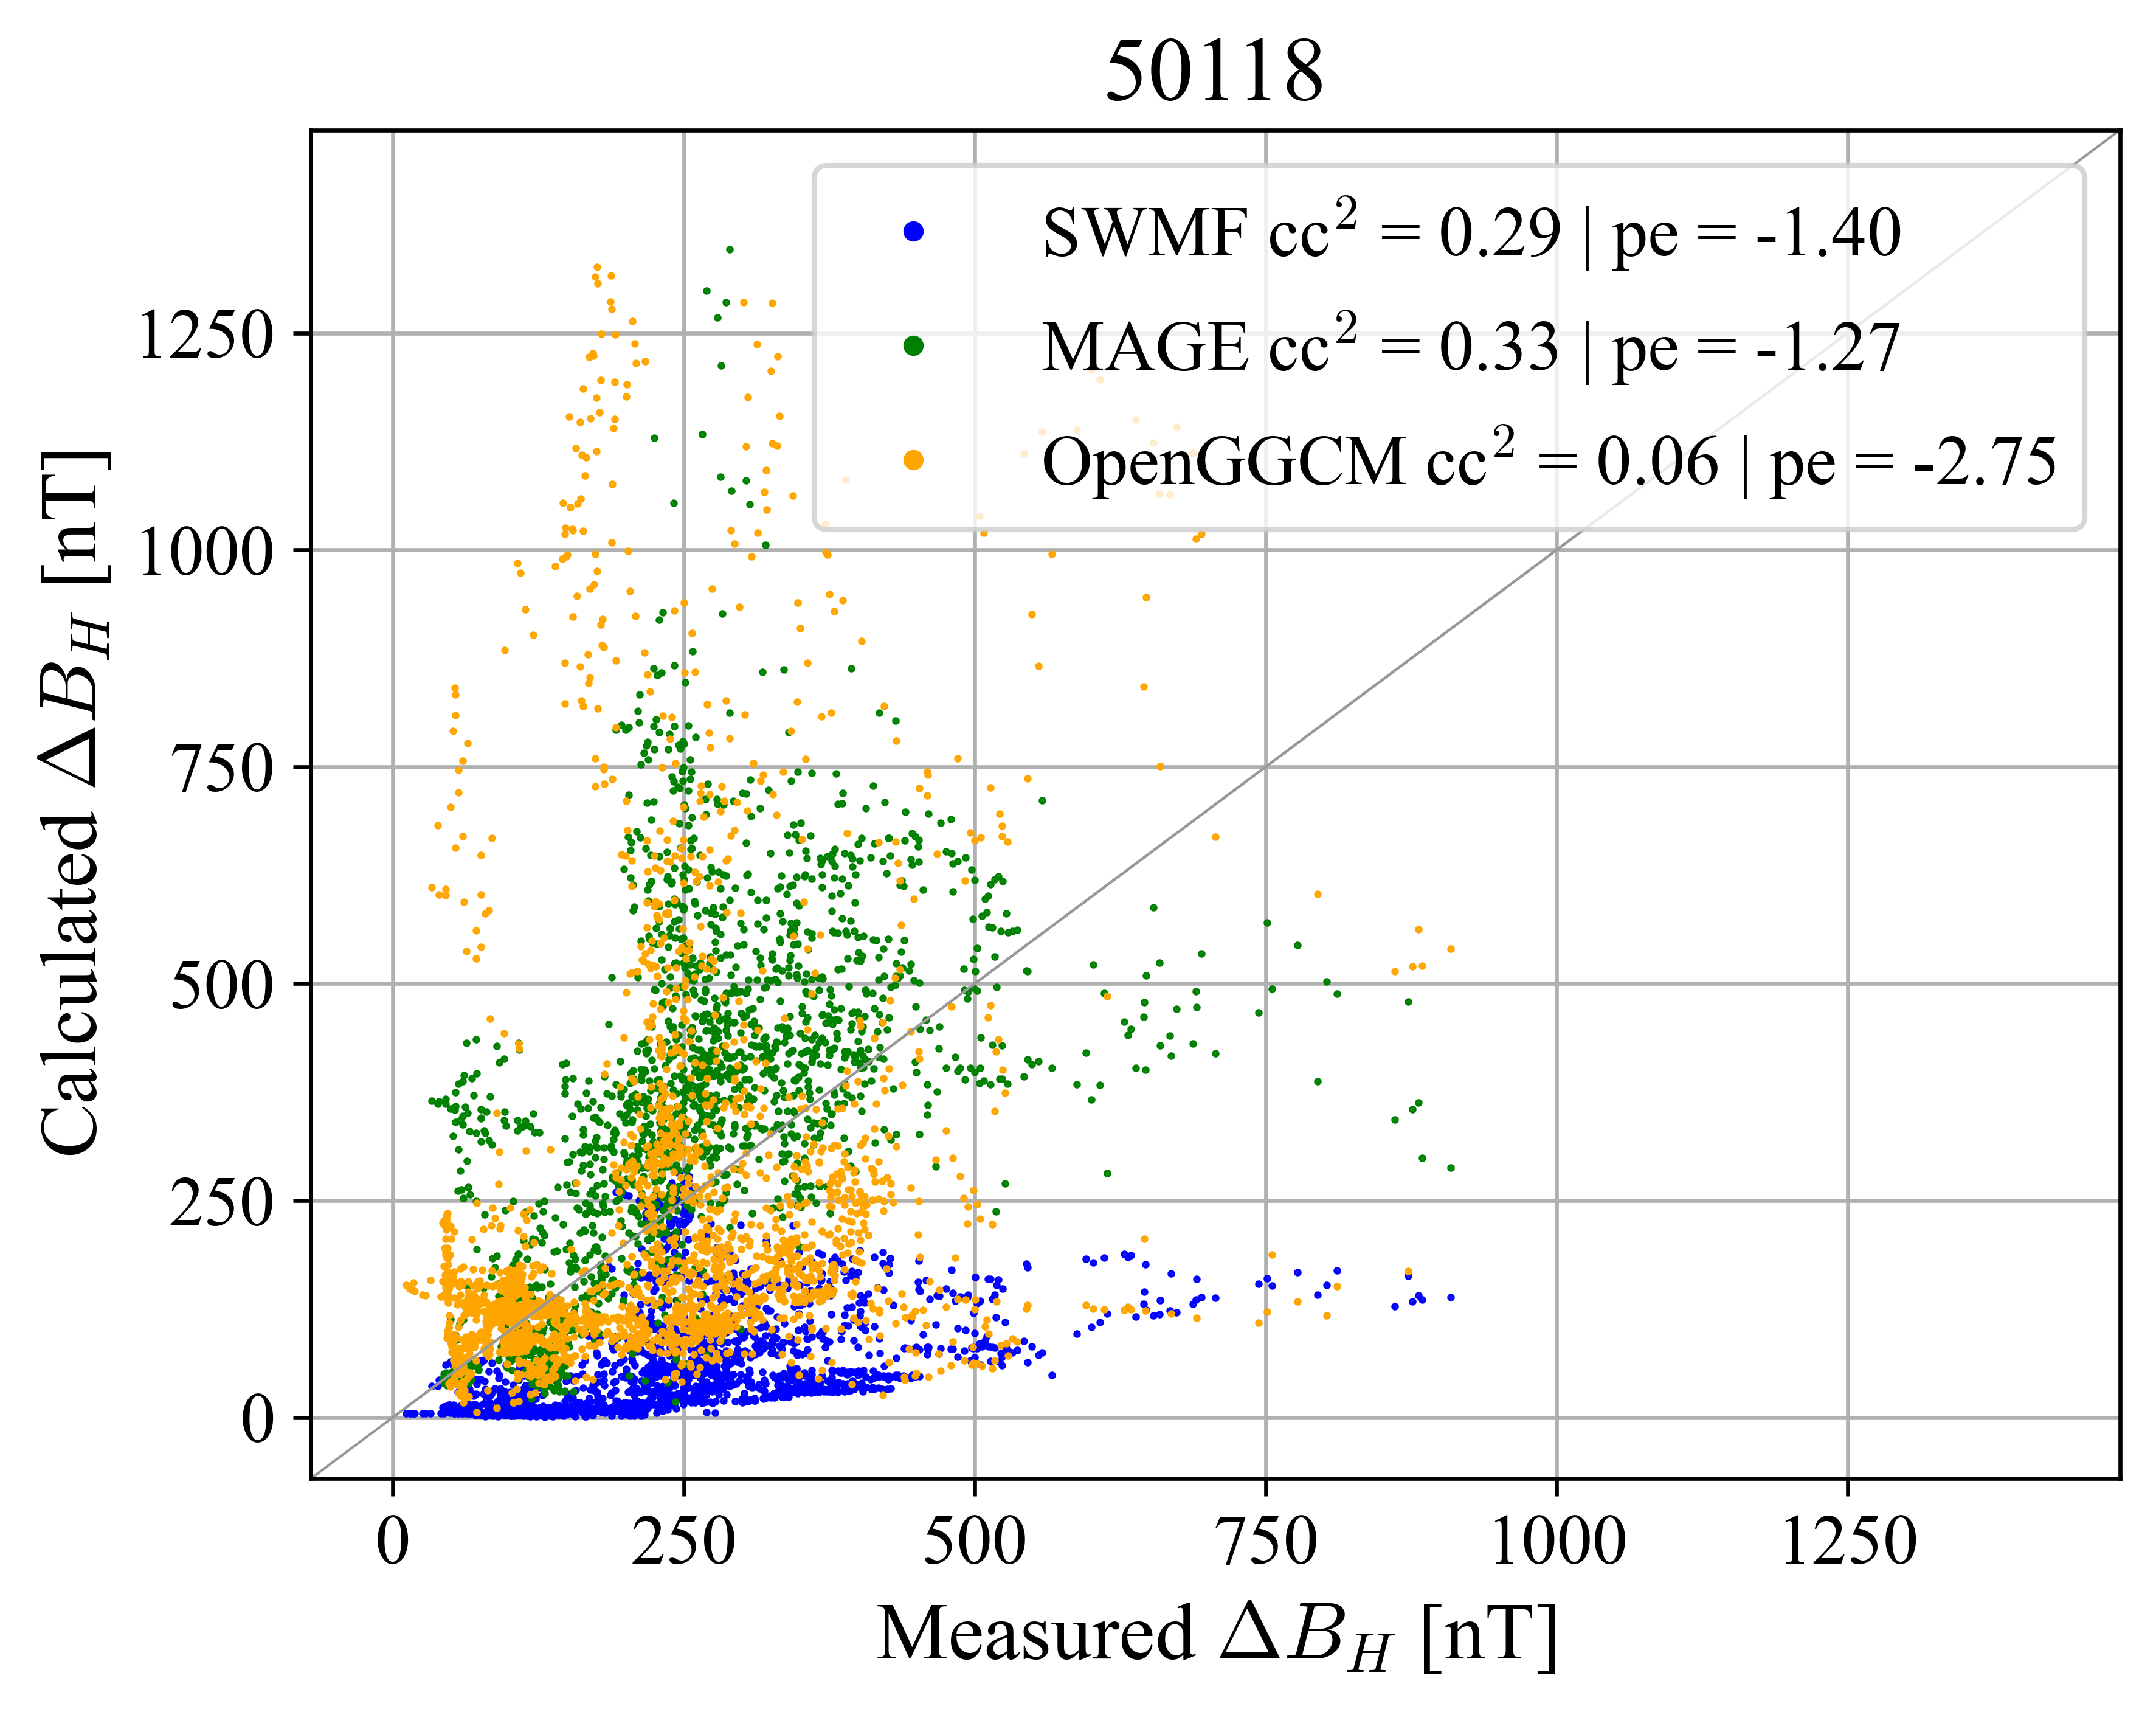 50118
SWMF cc² = 0.29 | pe = -1.40
MAGE cc² = 0.33 | pe = -1.27
OpenGGCM cc² = 0.06 | pe = -2.75
Calculated ΔB_H [nT]
1250
1000
750
500
250
0
0 250 500 750 1000 1250
Measured ΔB_H [nT]